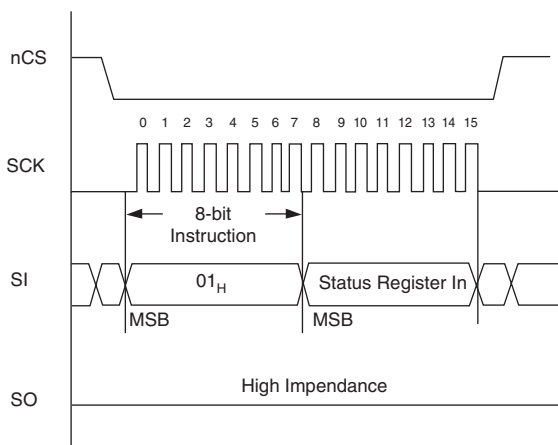 nCS
0 1 2 3 4 5 6 7 8 9 10 11 12 13 14 15
SCK
8-bit
Instruction
SI
01H
Status Register In
MSB
MSB
High Impendance
SO